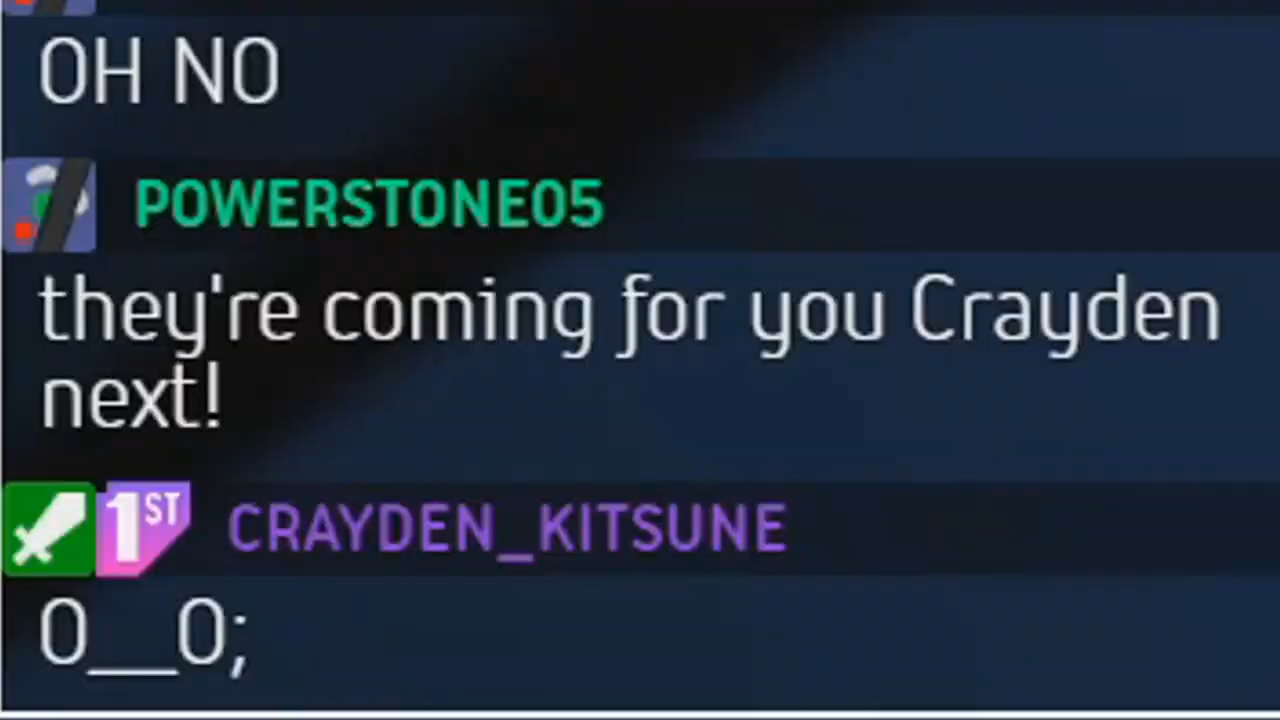 OH NO
POWERSTONE05
they're coming for you Crayden
next!
1ST CRAYDEN_KITSUNE
O__O;